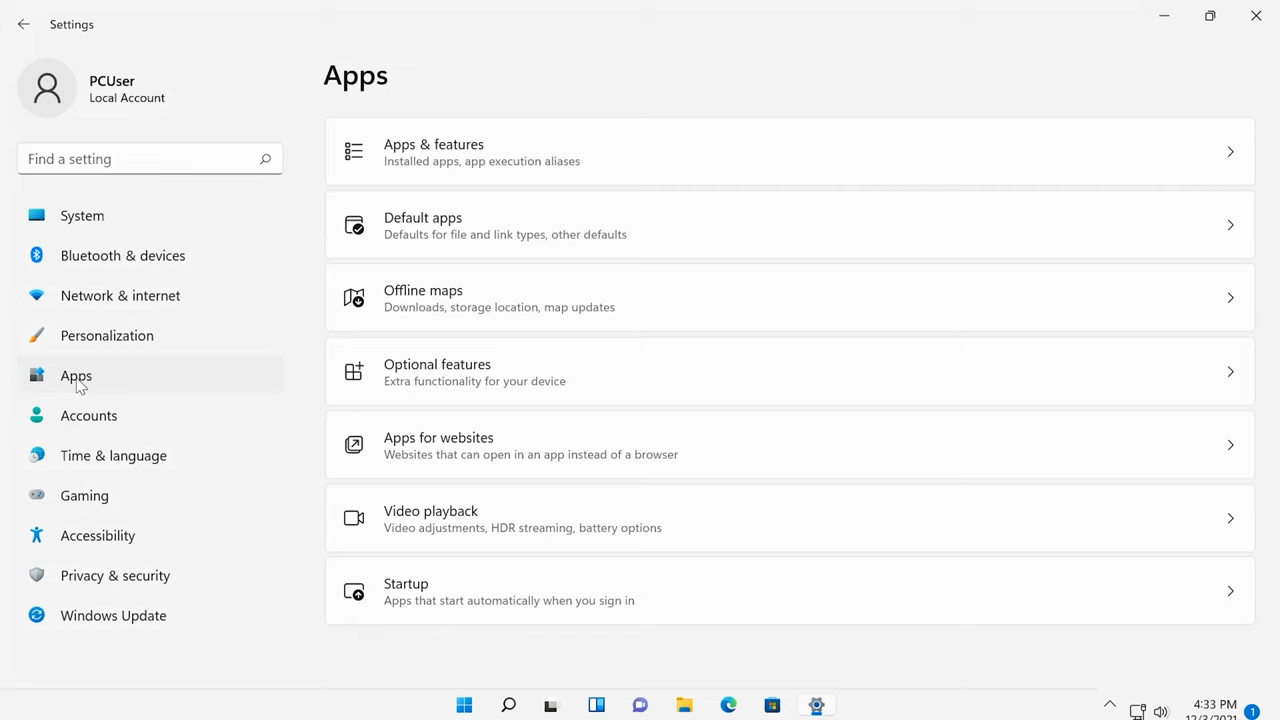 Settings
PCUser
Local Account
Find a setting
System
Bluetooth & devices
Network & internet
Personalization
Apps
Accounts
Time & language
Gaming
Accessibility
Privacy & security
Windows Update
Apps
Apps & features
Installed apps, app execution aliases
Default apps
Defaults for file and link types, other defaults
Offline maps
Downloads, storage location, map updates
Optional features
Extra functionality for your device
Apps for websites
Websites that can open in an app instead of a browser
Video playback
Video adjustments, HDR streaming, battery options
Startup
Apps that start automatically when you sign in
4:33 PM
12/3/2021
1